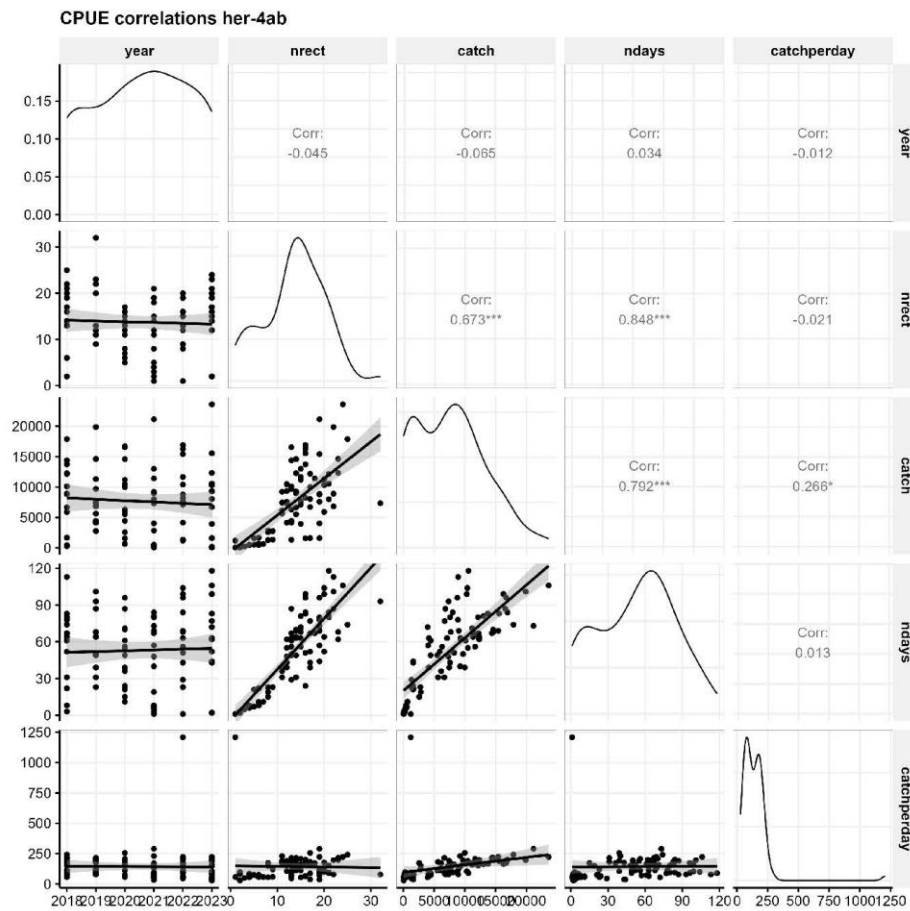 CPUE correlations her-4ab
year nrect catch ndays catchperday
0.15
0.10
0.05
0.00
Corr:
-0.045
Corr:
-0.065
Corr:
0.034
Corr:
-0.012
year
30
20
10
0
Corr:
0.673***
Corr:
0.848***
Corr:
-0.021
nrect
20000
15000
10000
5000
0
Corr:
0.792***
Corr:
0.266*
catch
120
90
60
30
0
Corr:
0.013
ndays
1250
1000
750
500
250
0
catchperday
2018 2019 2020 2021 2022 2023 0 10 20 30 0 5000 10000 15000 20000 0 30 60 90 120 0 250 500 750 1000 1250